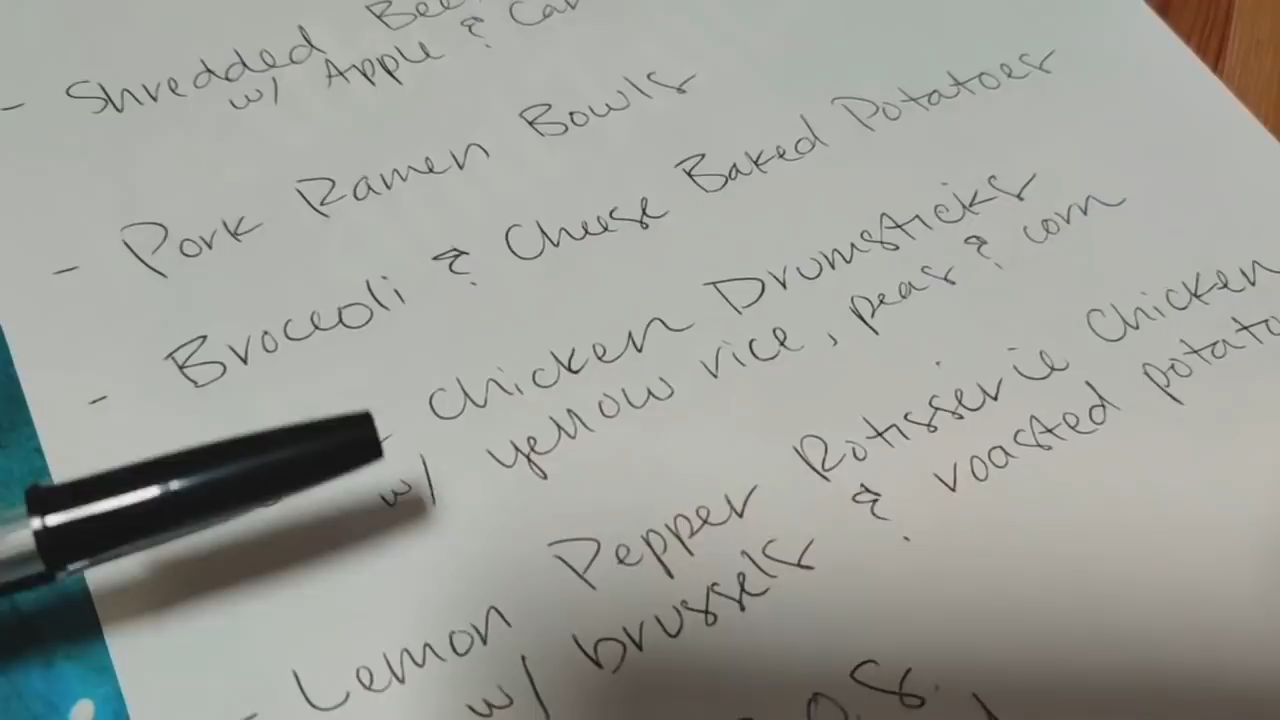 - Shredded
w/ Apple &
- Pork Ramen Bowls
- Broccoli & Cheese Baked Potatoes
- Chicken Drumsticks
w/ yellow rice, peas & corn
- Lemon Pepper Rotisserie Chicken
w/ brussels & roasted